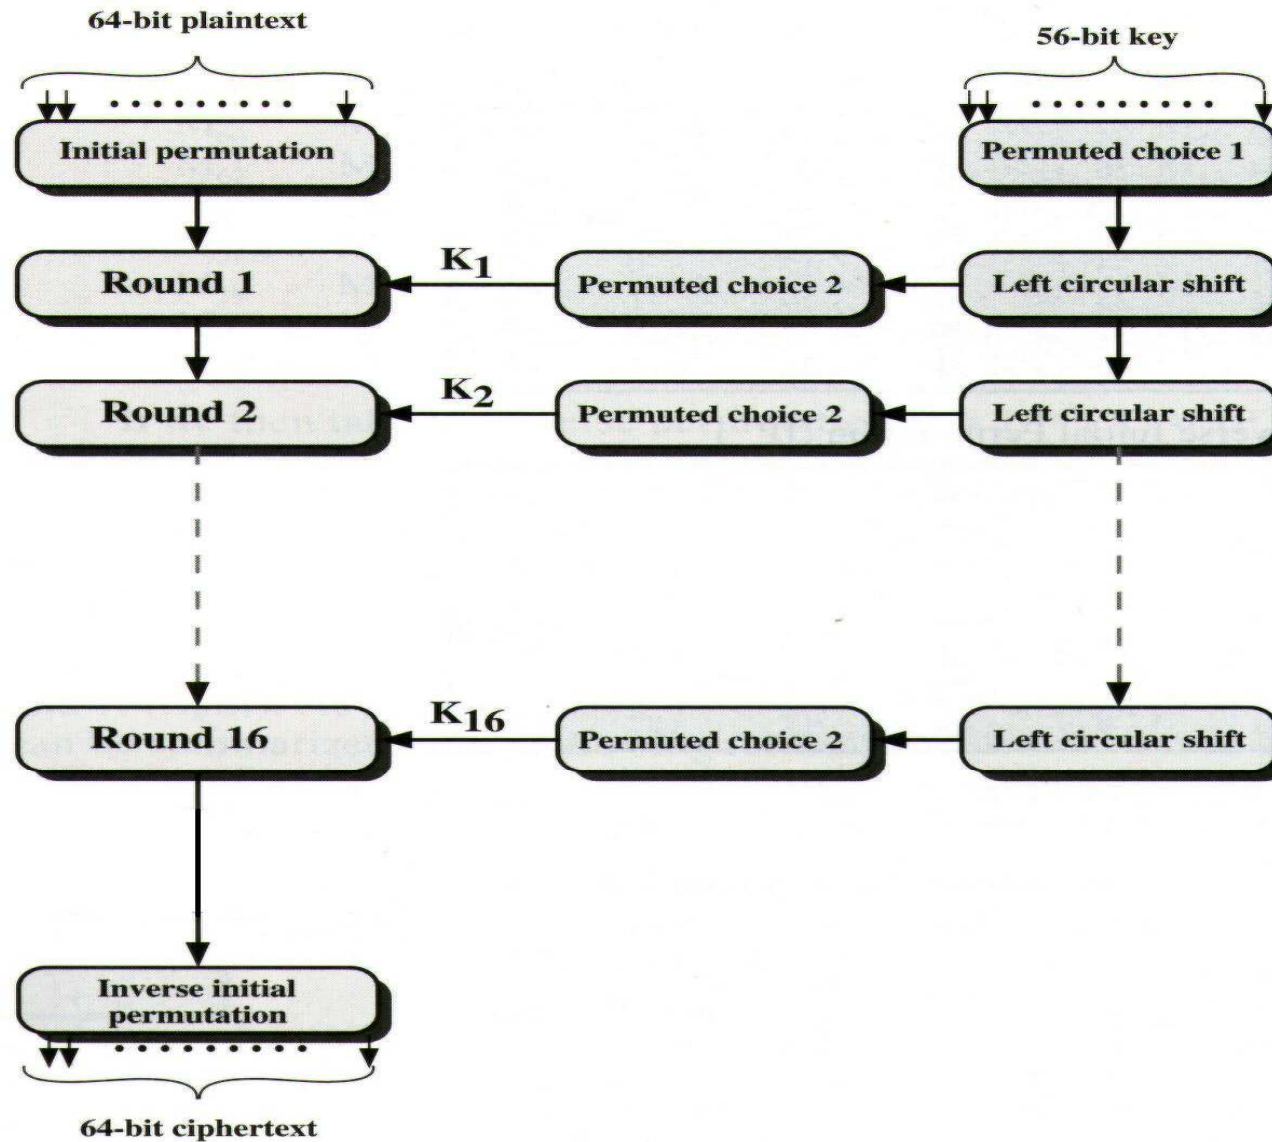 64-bit plaintext
56-bit key
Initial permutation
Permuted choice 1
Round 1
K1
Permuted choice 2
Left circular shift
Round 2
K2
Permuted choice 2
Left circular shift
Round 16
K16
Permuted choice 2
Left circular shift
Inverse initial
permutation
64-bit ciphertext